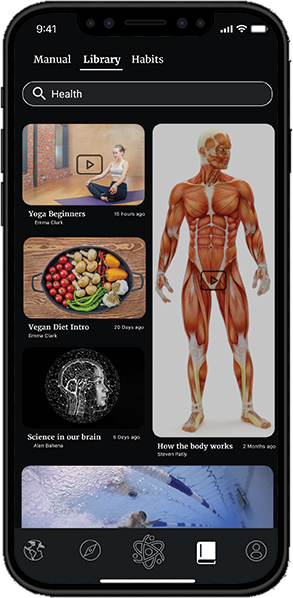 9:41
Manual Library Habits
Health
Yoga Beginners 15 hours ago
Emma Clark
Vegan Diet Intro 20 Days ago
Emma Clark
Science in our brain 5 Days ago
Alan Bahena
How the body works 2 Months ago
Steven Patly